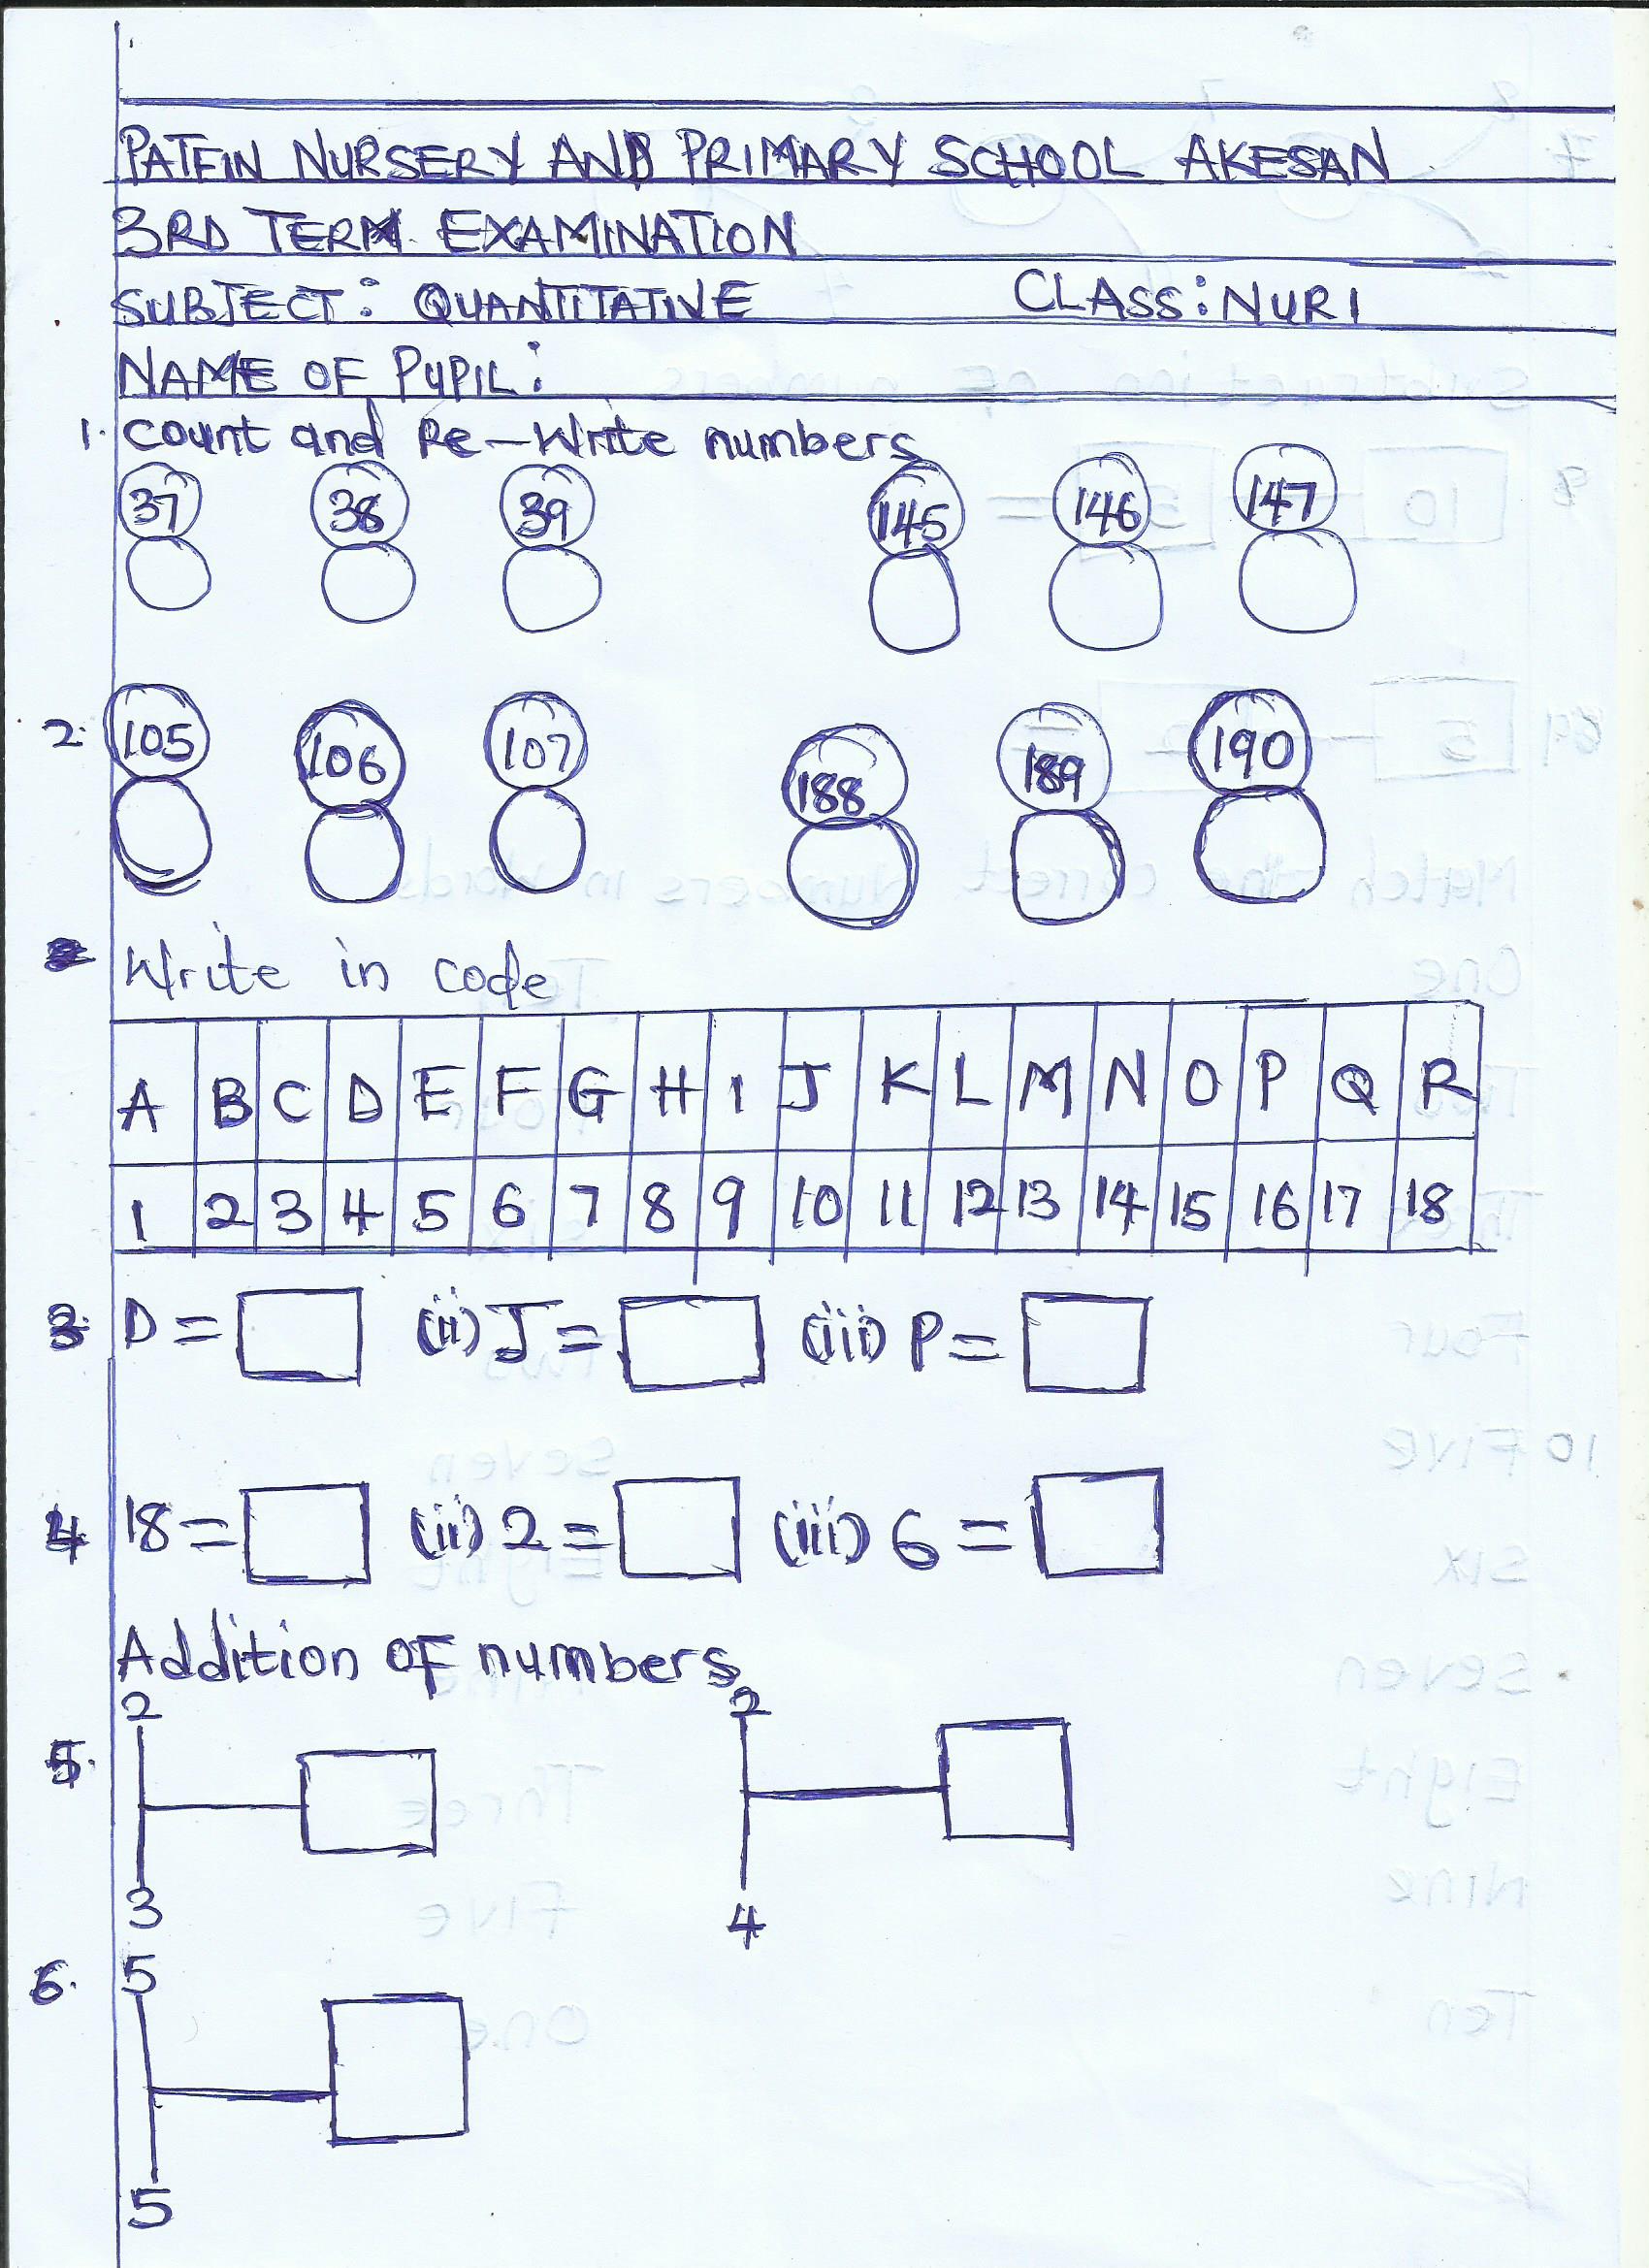 PATFIN NURSERY AND PRIMARY SCHOOL AKESAN
3RD TERM EXAMINATION
SUBJECT: QUANTITATIVE CLASS: NUR 1
NAME OF PUPIL:
1. Count and Re-Write numbers
37 38 39 145 146 147
2. 105 106 107 188 189 190
Write in code
A B C D E F G H I J K L M N O P Q R
1 2 3 4 5 6 7 8 9 10 11 12 13 14 15 16 17 18
3. D = (ii) J = (iii) P =
4 18 = (ii) 2 = (iii) 6 =
Addition OF numbers
2 2
5.
3 4
6. 5
5